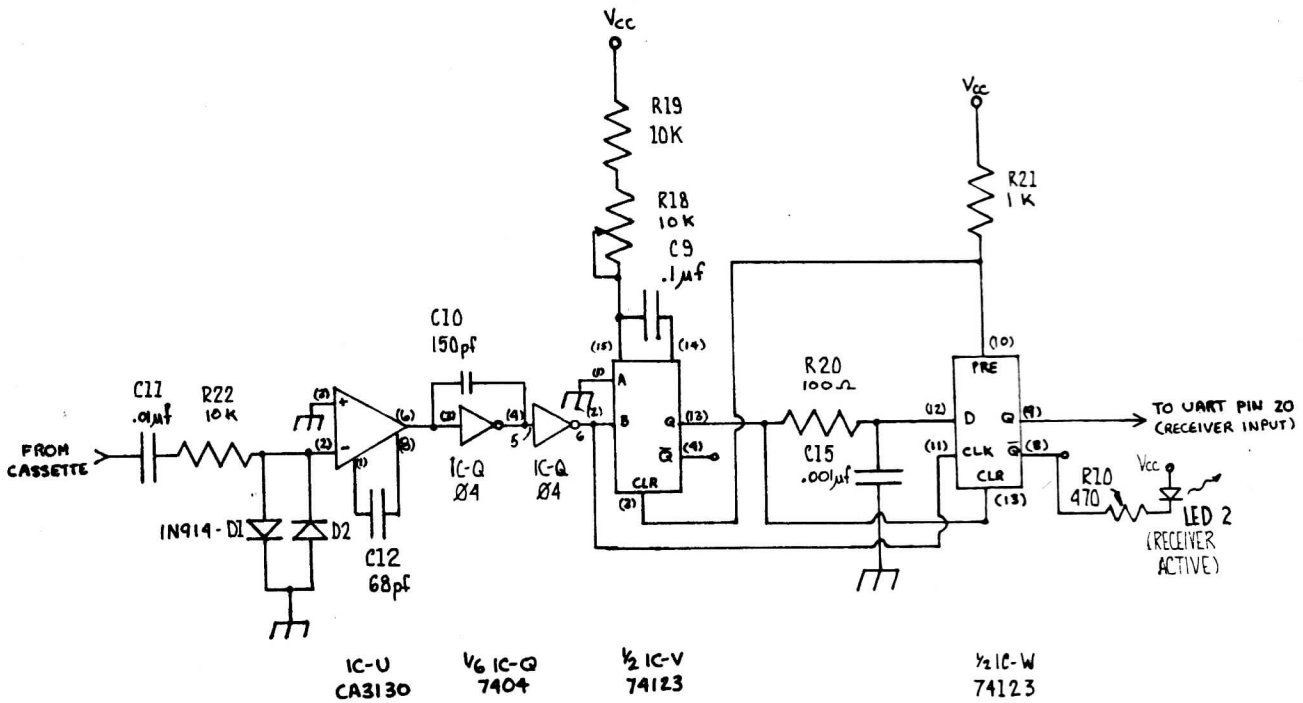 Vcc
R19
10K
R18
10K
C9
.1µf
Vcc
R21
1K
C10
150pf
(15)
(14)
(10)
PRE
C11
.01µf
R22
10K
FROM
CASSETTE
(3)
+
(2)
-
(6)
(8)
(1)
C12
68pf
1N914-D1
D2
(3)
(4)
5
6
IC-Q
Ø4
IC-Q
Ø4
(1)
A
(2)
B
Q
(13)
Q̅
(4)
CLR
(3)
R20
100Ω
C15
.001µf
(12)
D
(11)
CLK
Q
(9)
Q̅
(8)
CLR
(13)
TO UART PIN 20
(RECEIVER INPUT)
R10
470
Vcc
LED 2
(RECEIVER
ACTIVE)
IC-U
CA3130
1/6 IC-Q
7404
1/2 IC-V
74123
1/2 IC-W
74123